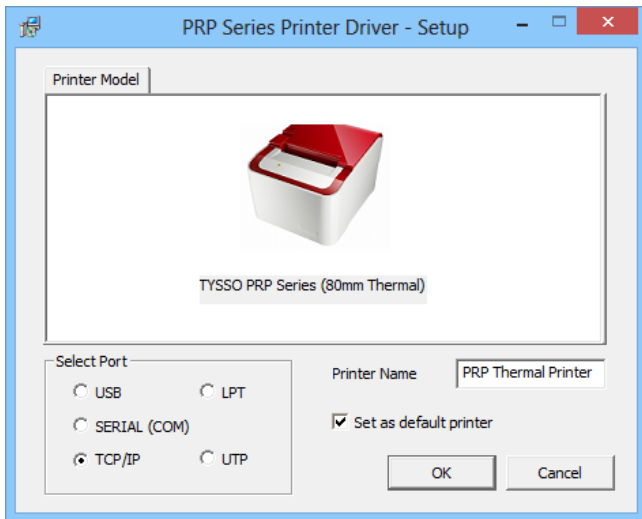 PRP Series Printer Driver - Setup
Printer Model
TYSSO PRP Series (80mm Thermal)
Select Port
USB
LPT
SERIAL (COM)
TCP/IP
UTP
Printer Name
PRP Thermal Printer
Set as default printer
OK
Cancel